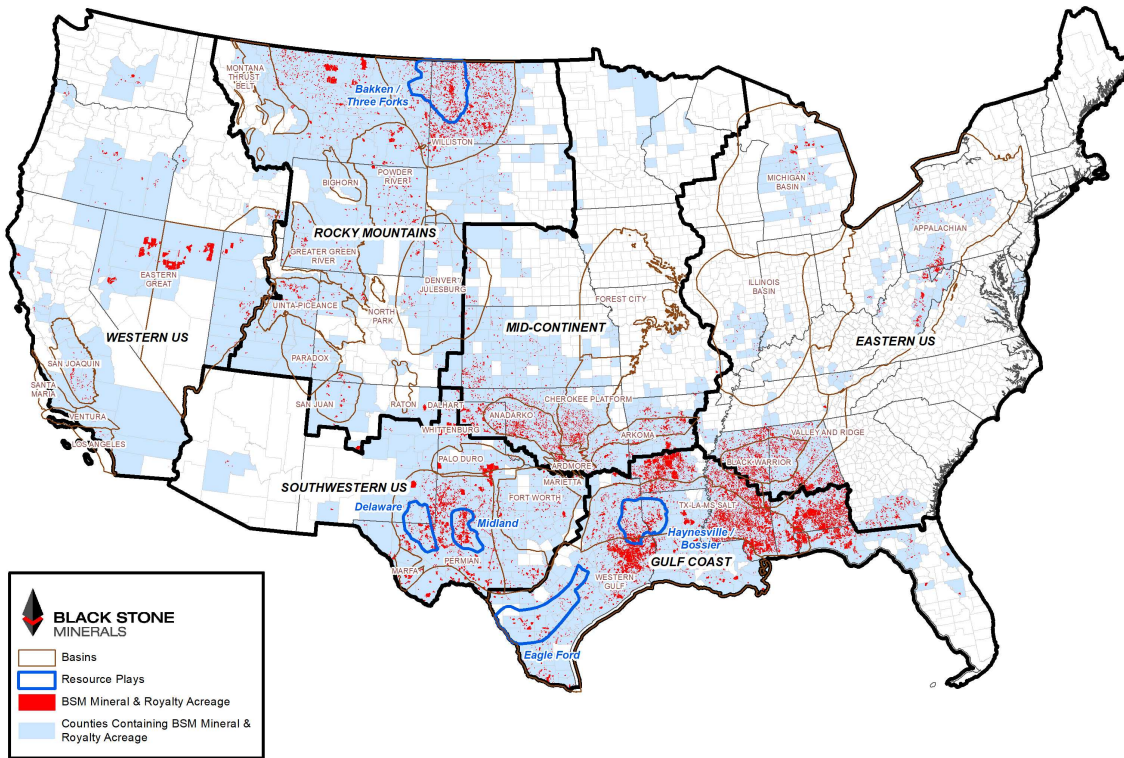 MONTANA
THRUST
BELT
Bakken /
Three Forks
WILLISTON
BIGHORN
POWDER
RIVER
ROCKY MOUNTAINS
GREATER GREEN
RIVER
EASTERN
GREAT
UINTA-PICEANCE
NORTH
PARK
DENVER/
JULESBURG
WESTERN US
PARADOX
SAN JOAQUIN
SANTA
MARIA
VENTURA
LOS ANGELES
SAN JUAN
RATON
DALHART
MID-CONTINENT
FOREST CITY
MICHIGAN
BASIN
ILLINOIS
BASIN
APPALACHIAN
EASTERN US
CHEROKEE PLATFORM
ANADARKO
ARKOMA
WHITTENBURG
PALO DURO
ARDMORE
MARIETTA
VALLEY AND RIDGE
BLACK WARRIOR
SOUTHWESTERN US
FORT WORTH
Delaware
Midland
TX-LA-MS SALT
Haynesville /
Bossier
GULF COAST
MARFA
PERMIAN
WESTERN
GULF
Eagle Ford
BLACK STONE
MINERALS
Basins
Resource Plays
BSM Mineral & Royalty Acreage
Counties Containing BSM Mineral &
Royalty Acreage